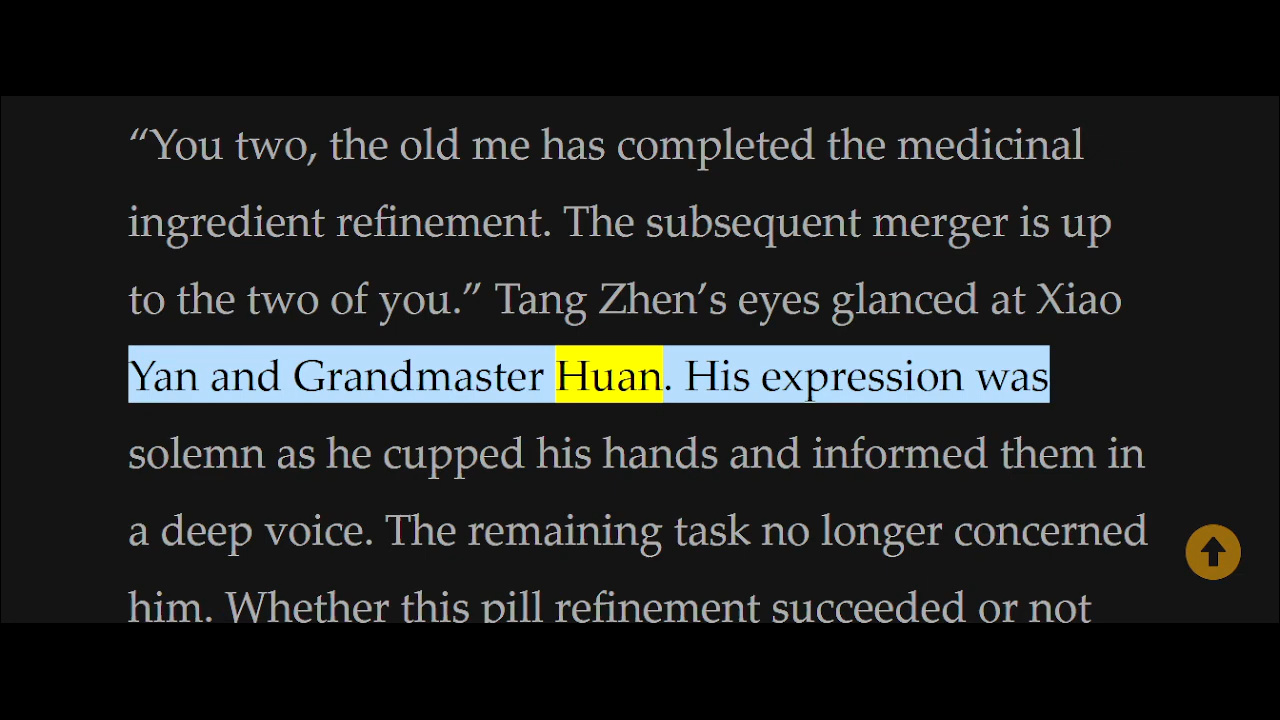 “You two, the old me has completed the medicinal
ingredient refinement. The subsequent merger is up
to the two of you.” Tang Zhen’s eyes glanced at Xiao
Yan and Grandmaster Huan. His expression was
solemn as he cupped his hands and informed them in
a deep voice. The remaining task no longer concerned
him. Whether this pill refinement succeeded or not